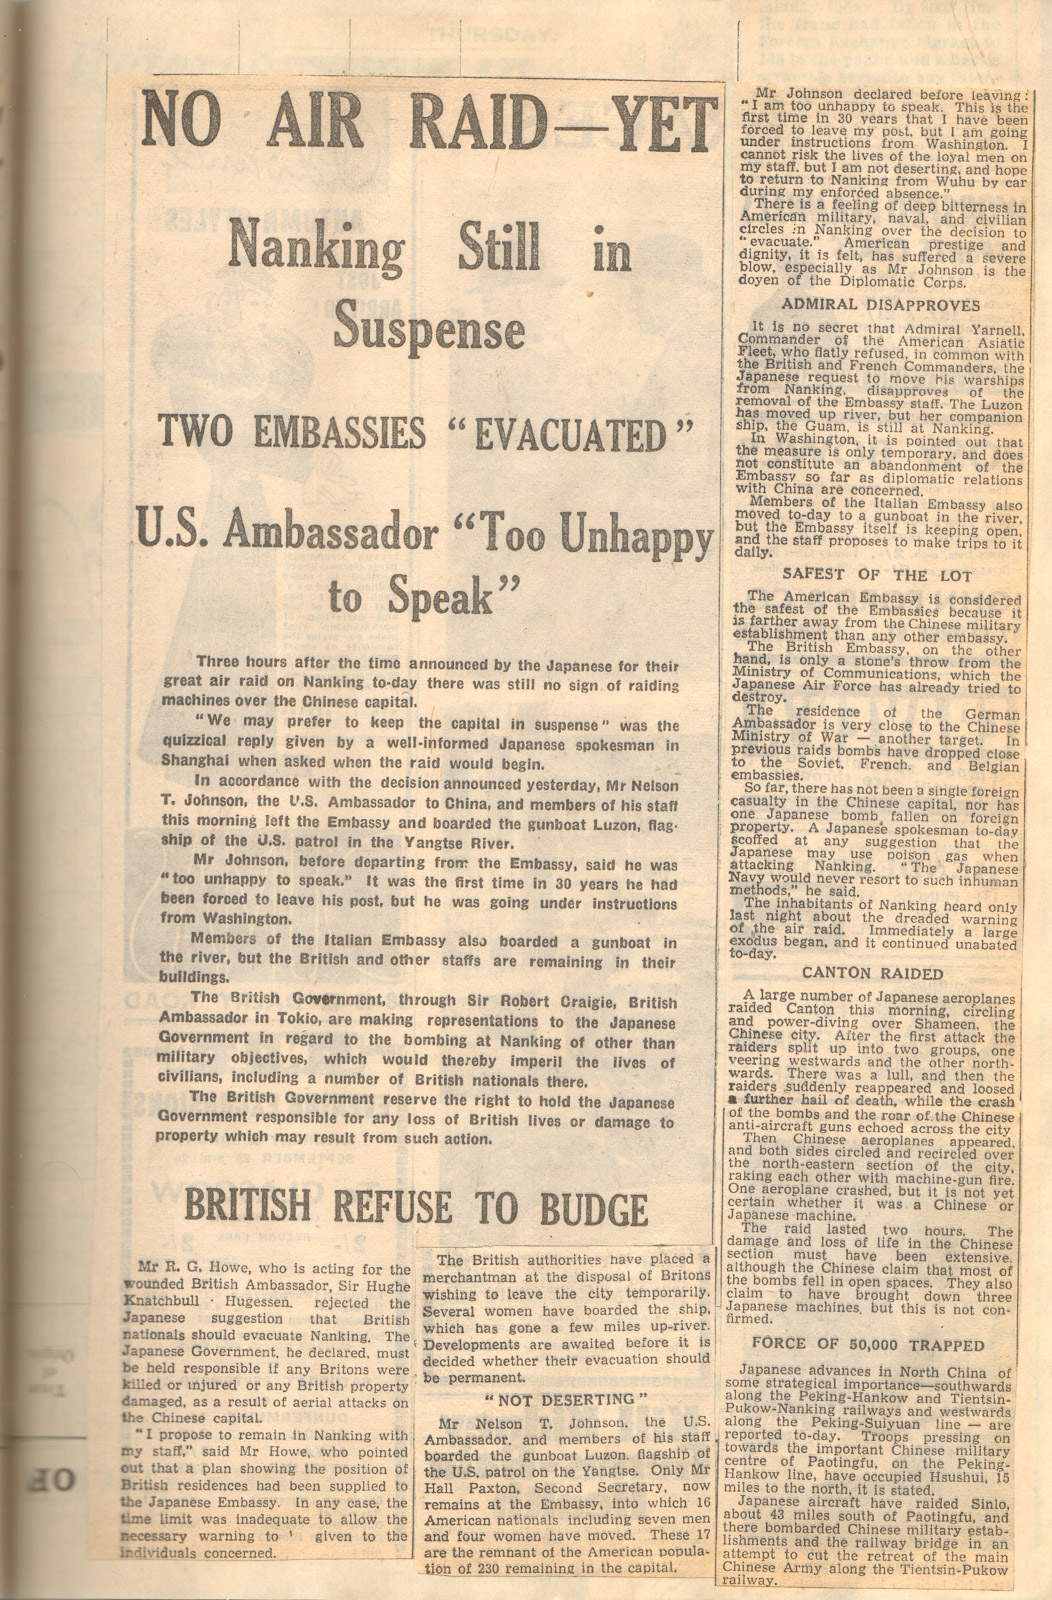 NO AIR RAID—YET
Nanking Still in
Suspense
TWO EMBASSIES "EVACUATED"
U.S. Ambassador "Too Unhappy
to Speak"
Three hours after the time announced by the Japanese for their
great air raid on Nanking to-day there was still no sign of raiding
machines over the Chinese capital.
"We may prefer to keep the capital in suspense" was the
quizzical reply given by a well-informed Japanese spokesman in
Shanghai when asked when the raid would begin.
In accordance with the decision announced yesterday, Mr Nelson
T. Johnson, the U.S. Ambassador to China, and members of his staff
this morning left the Embassy and boarded the gunboat Luzon, flag-
ship of the U.S. patrol in the Yangtse River.
Mr Johnson, before departing from the Embassy, said he was
"too unhappy to speak." It was the first time in 30 years he had
been forced to leave his post, but he was going under instructions
from Washington.
Members of the Italian Embassy also boarded a gunboat in
the river, but the British and other staffs are remaining in their
buildings.
The British Government, through Sir Robert Craigie, British
Ambassador in Tokio, are making representations to the Japanese
Government in regard to the bombing at Nanking of other than
military objectives, which would thereby imperil the lives of
civilians, including a number of British nationals there.
The British Government reserve the right to hold the Japanese
Government responsible for any loss of British lives or damage to
property which may result from such action.
BRITISH REFUSE TO BUDGE
Mr R. G. Howe, who is acting for the
wounded British Ambassador, Sir Hughe
Knatchbull - Hugessen, rejected the
Japanese suggestion that British
nationals should evacuate Nanking. The
Japanese Government, he declared, must
be held responsible if any Britons were
killed or injured or any British property
damaged, as a result of aerial attacks on
the Chinese capital.
"I propose to remain in Nanking with
my staff," said Mr Howe, who pointed
out that a plan showing the position of
British residences had been supplied to
the Japanese Embassy. In any case, the
time limit was inadequate to allow the
necessary warning to given to the
individuals concerned.
The British authorities have placed a
merchantman at the disposal of Britons
wishing to leave the city temporarily.
Several women have boarded the ship,
which has gone a few miles up-river.
Developments are awaited before it is
decided whether their evacuation should
be permanent.
"NOT DESERTING"
Mr Nelson T. Johnson, the U.S.
Ambassador, and members of his staff
boarded the gunboat Luzon, flagship of
the U.S. patrol on the Yangtse. Only Mr
Hall Paxton, Second Secretary, now
remains at the Embassy, into which 16
American nationals including seven men
and four women have moved. These 17
are the remnant of the American popula-
tion of 230 remaining in the capital.
Mr Johnson declared before leaving:
"I am too unhappy to speak. This is the
first time in 30 years that I have been
forced to leave my post, but I am going
under instructions from Washington. I
cannot risk the lives of the loyal men on
my staff, but I am not deserting, and hope
to return to Nanking from Wuhu by car
during my enforced absence."
There is a feeling of deep bitterness in
American military, naval, and civilian
circles in Nanking over the decision to
"evacuate." American prestige and
dignity, it is felt, has suffered a severe
blow, especially as Mr Johnson is the
doyen of the Diplomatic Corps.
ADMIRAL DISAPPROVES
It is no secret that Admiral Yarnell,
Commander of the American Asiatic
Fleet, who flatly refused, in common with
the British and French Commanders, the
Japanese request to move his warships
from Nanking, disapproves of the
removal of the Embassy staff. The Luzon
has moved up river, but her companion
ship, the Guam, is still at Nanking.
In Washington, it is pointed out that
the measure is only temporary, and does
not constitute an abandonment of the
Embassy so far as diplomatic relations
with China are concerned.
Members of the Italian Embassy also
moved to-day to a gunboat in the river,
but the Embassy itself is keeping open,
and the staff proposes to make trips to it
daily.
SAFEST OF THE LOT
The American Embassy is considered
the safest of the Embassies because it
is farther away from the Chinese military
establishment than any other embassy.
The British Embassy, on the other
hand, is only a stone's throw from the
Ministry of Communications, which the
Japanese Air Force has already tried to
destroy.
The residence of the German
Ambassador is very close to the Chinese
Ministry of War — another target. In
previous raids bombs have dropped close
to the Soviet, French, and Belgian
embassies.
So far, there has not been a single foreign
casualty in the Chinese capital, nor has
one Japanese bomb fallen on foreign
property. A Japanese spokesman to-day
scoffed at any suggestion that the
Japanese may use poison gas when
attacking Nanking. "The Japanese
Navy would never resort to such inhuman
methods," he said.
The inhabitants of Nanking heard only
last night about the dreaded warning
of the air raid. Immediately a large
exodus began, and it continued unabated
to-day.
CANTON RAIDED
A large number of Japanese aeroplanes
raided Canton this morning, circling
and power-diving over Shameen, the
Chinese city. After the first attack the
raiders split up into two groups, one
veering westwards and the other north-
wards. There was a lull, and then the
raiders suddenly reappeared and loosed
a further hail of death, while the crash
of the bombs and the roar of the Chinese
anti-aircraft guns echoed across the city
Then Chinese aeroplanes appeared,
and both sides circled and recircled over
the north-eastern section of the city,
raking each other with machine-gun fire.
One aeroplane crashed, but it is not yet
certain whether it was a Chinese or
Japanese machine.
The raid lasted two hours. The
damage and loss of life in the Chinese
section must have been extensive,
although the Chinese claim that most of
the bombs fell in open spaces. They also
claim to have brought down three
Japanese machines, but this is not con-
firmed.
FORCE OF 50,000 TRAPPED
Japanese advances in North China of
some strategical importance—southwards
along the Peking-Hankow and Tientsin-
Pukow-Nanking railways and westwards
along the Peking-Suiyuan line — are
reported to-day. Troops pressing on
towards the important Chinese military
centre of Paotingfu, on the Peking-
Hankow line, have occupied Hsushui, 15
miles to the north, it is stated.
Japanese aircraft have raided Sinlo,
about 43 miles south of Paotingfu, and
there bombarded Chinese military estab-
lishments and the railway bridge in an
attempt to cut the retreat of the main
Chinese Army along the Tientsin-Pukow
railway.